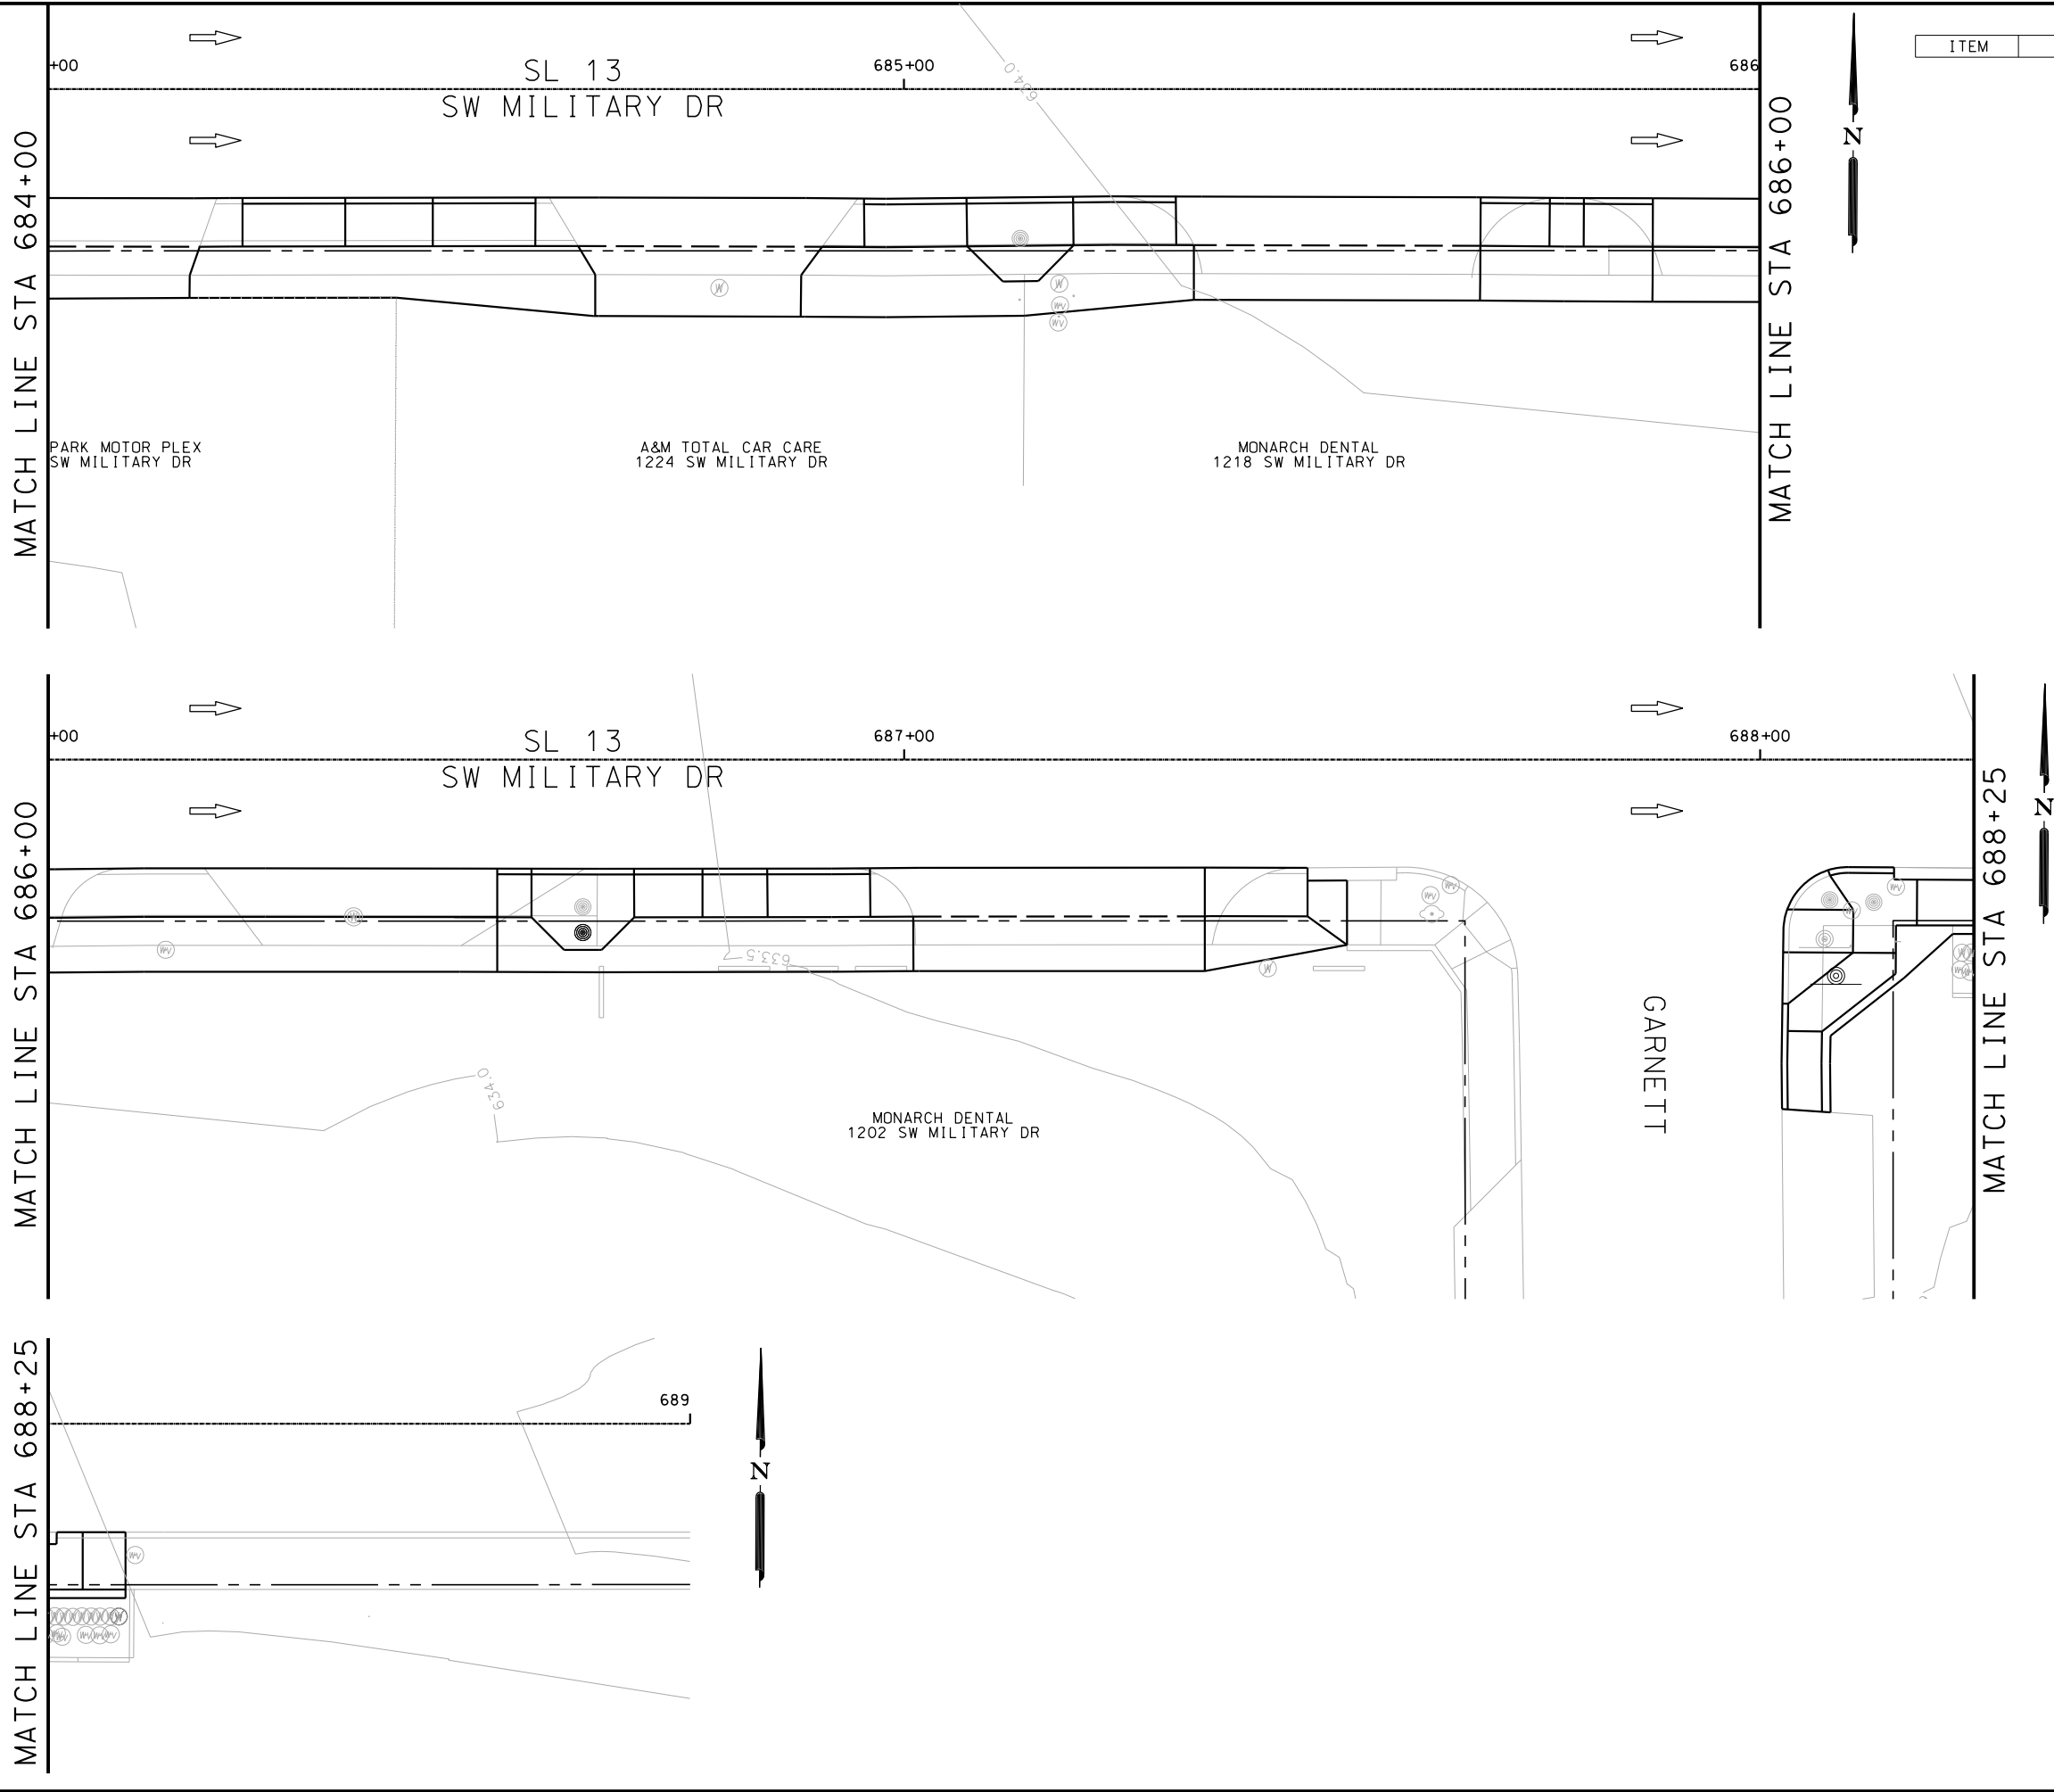 +00
SL 13
685+00
686
SW MILITARY DR
634.0
N
ITEM
MATCH LINE STA 684+00
MATCH LINE STA 686+00
W
W
WV
WV
PARK MOTOR PLEX
SW MILITARY DR
A&M TOTAL CAR CARE
1224 SW MILITARY DR
MONARCH DENTAL
1218 SW MILITARY DR
+00
SL 13
687+00
688+00
SW MILITARY DR
N
MATCH LINE STA 686+00
MATCH LINE STA 688+25
633.5
W
634.0
GARNETT
MONARCH DENTAL
1202 SW MILITARY DR
MATCH LINE STA 688+25
689
N